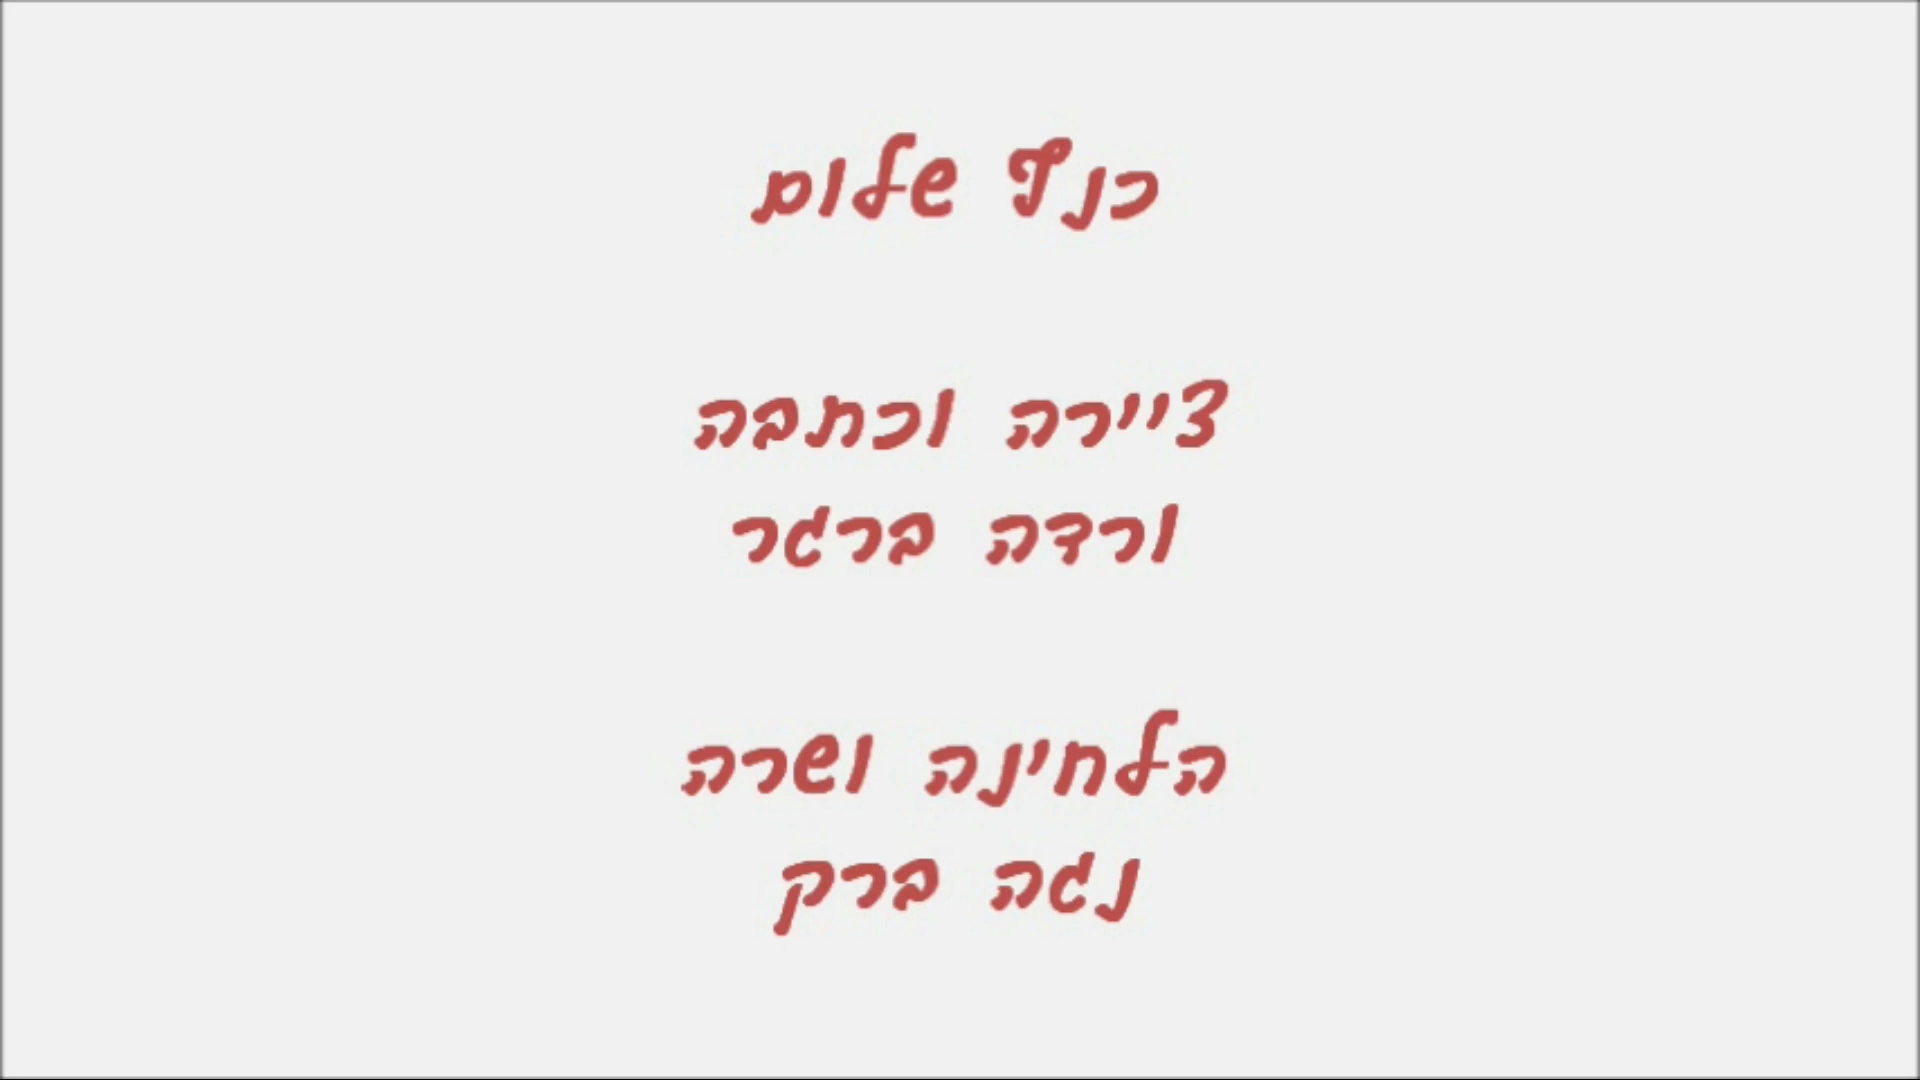 כנף שלום
ציירה וכתבה
ורדה ברגר
הלחינה ושרה
נגה ברק